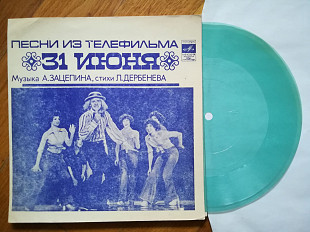 ПЕСНИ ИЗ ТЕЛЕФИЛЬМА
31 ИЮНЯ
Музыка А.ЗАЦЕПИНА, стихи Л.ДЕРБЕНЕВА